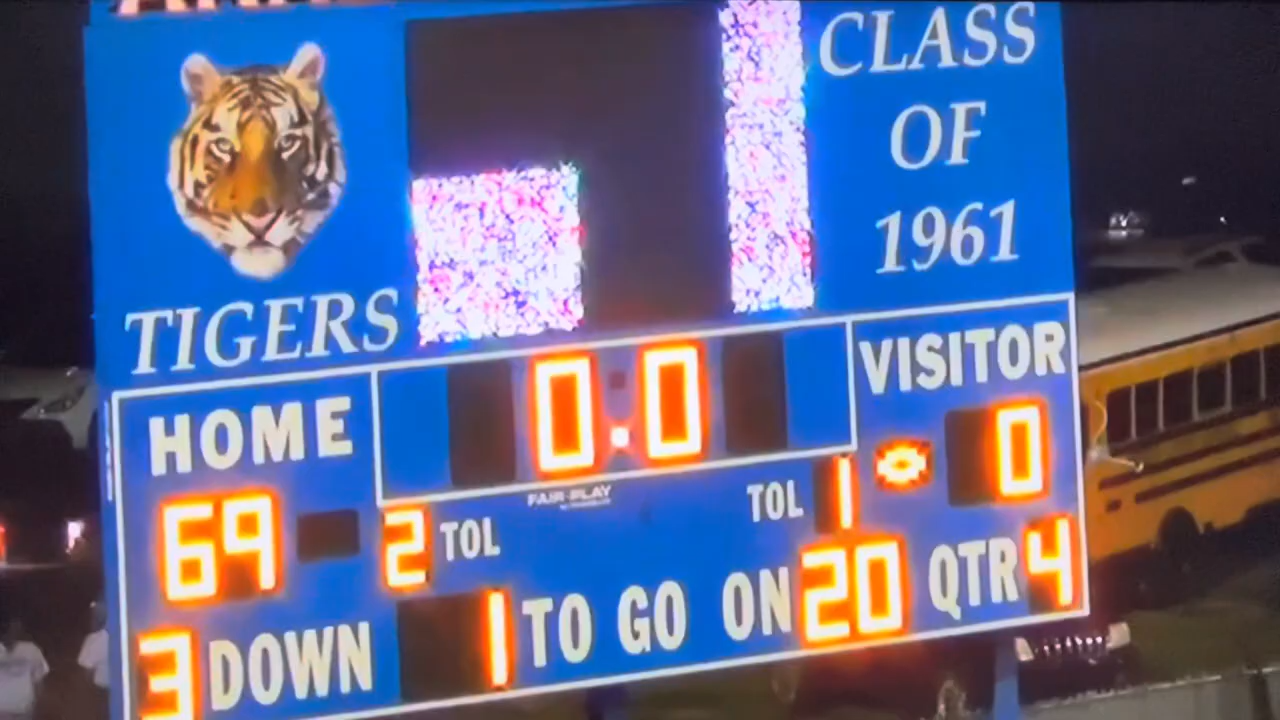 CLASS
OF
1961
TIGERS
HOME
0.0
VISITOR
69
0
2 TOL
FAIR-PLAY
TOL 1
3 DOWN
1 TO GO ON 20
QTR 4